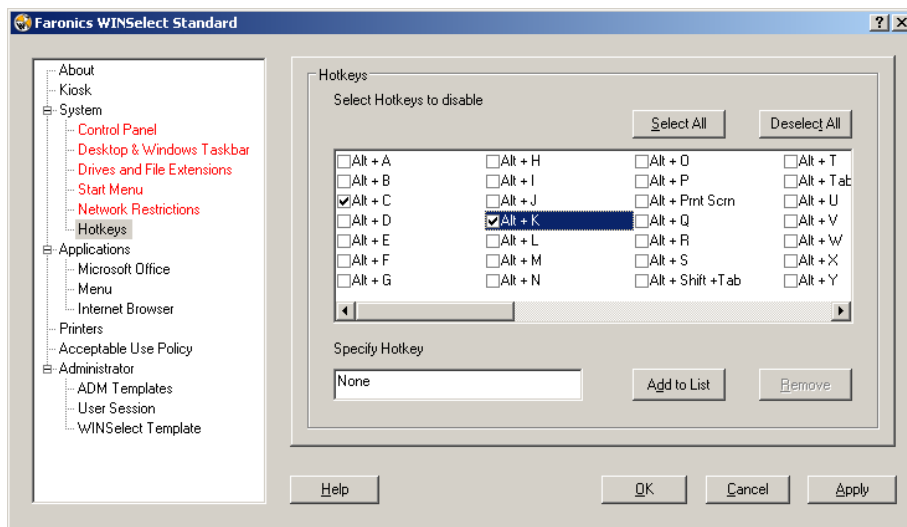 Faronics WINSelect Standard
About
Kiosk
System
Control Panel
Desktop & Windows Taskbar
Drives and File Extensions
Start Menu
Network Restrictions
Hotkeys
Applications
Microsoft Office
Menu
Internet Browser
Printers
Acceptable Use Policy
Administrator
ADM Templates
User Session
WINSelect Template
Hotkeys
Select Hotkeys to disable
Select All
Deselect All
Alt + A
Alt + B
Alt + C
Alt + D
Alt + E
Alt + F
Alt + G
Alt + H
Alt + I
Alt + J
Alt + K
Alt + L
Alt + M
Alt + N
Alt + O
Alt + P
Alt + Prnt Scrn
Alt + Q
Alt + R
Alt + S
Alt + Shift +Tab
Alt + T
Alt + Tab
Alt + U
Alt + V
Alt + W
Alt + X
Alt + Y
Specify Hotkey
None
Add to List
Remove
Help
OK
Cancel
Apply